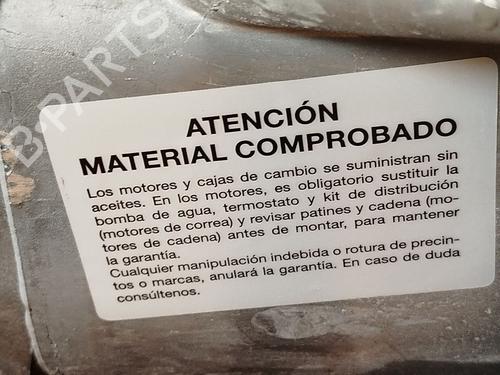 B-PARTS
ATENCIÓN
MATERIAL COMPROBADO
Los motores y cajas de cambio se suministran sin
aceites. En los motores, es obligatorio sustituir la
bomba de agua, termostato y kit de distribución
(motores de correa) y revisar patines y cadena (mo-
tores de cadena) antes de montar, para mantener
la garantía.
Cualquier manipulación indebida o rotura de precin-
tos o marcas, anulará la garantía. En caso de duda
consúltenos.